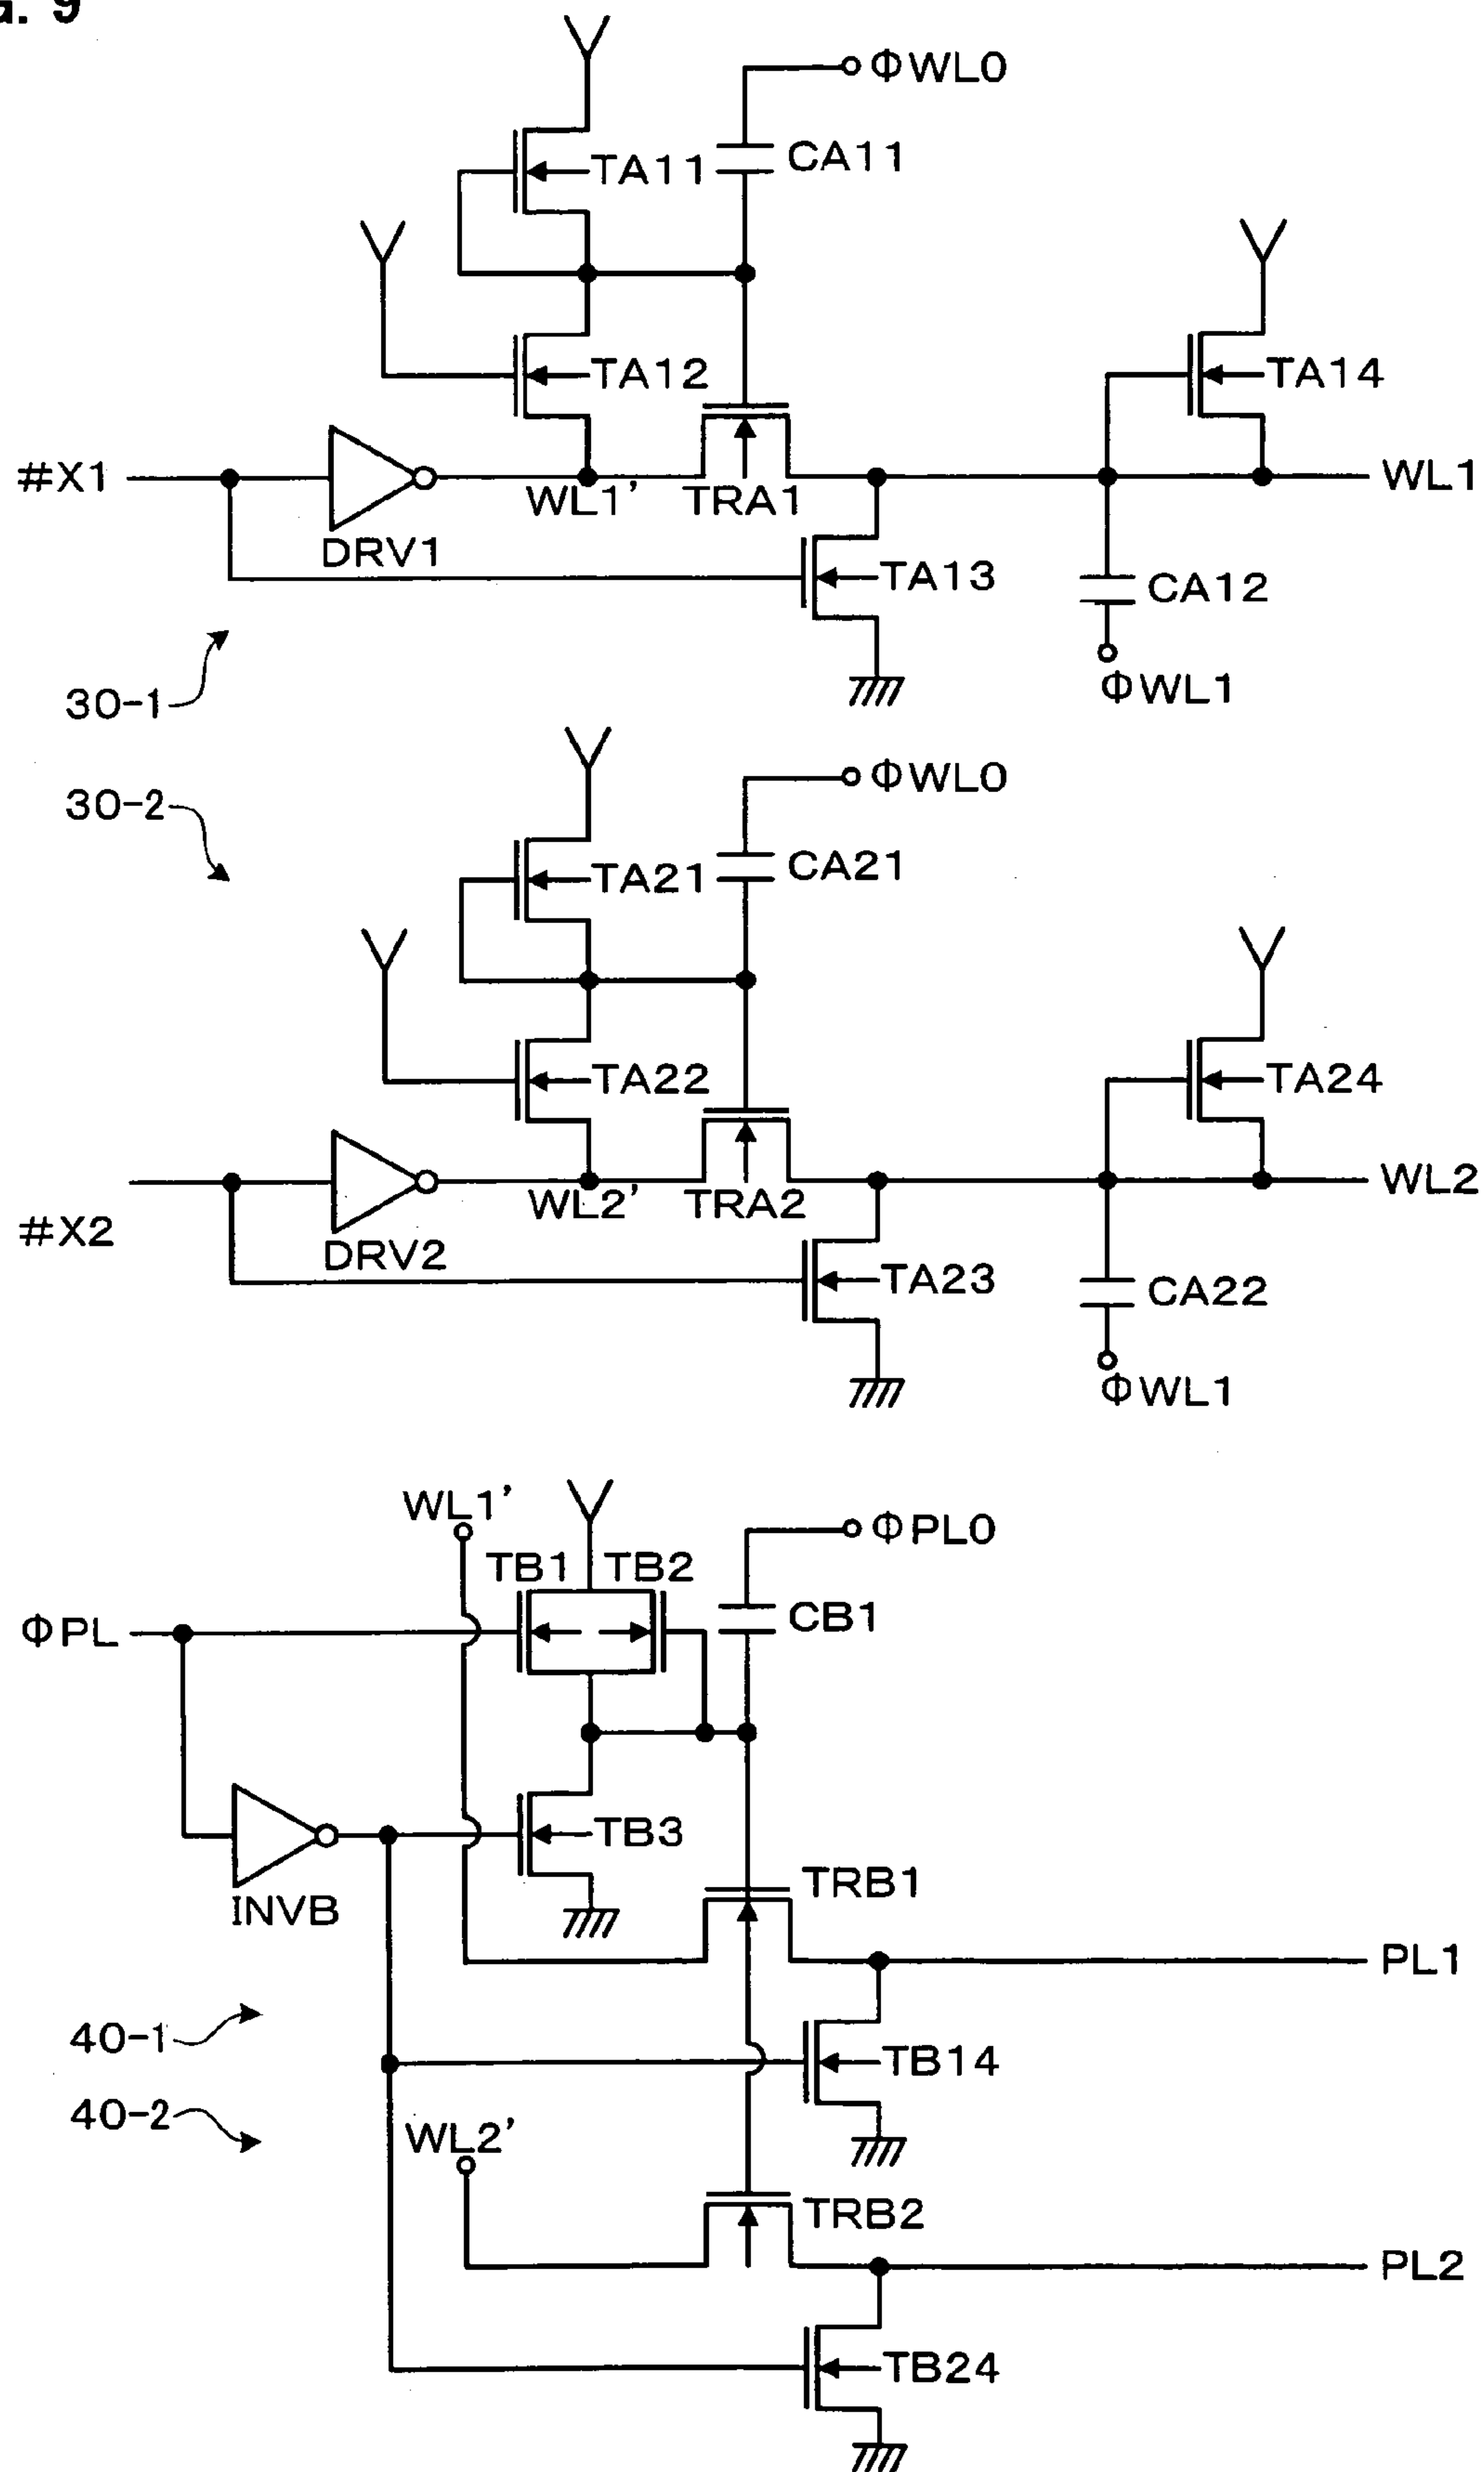 G. 9
ΦWL0
TA11
CA11
TA12
TA14
#X1
WL1'
TRA1
WL1
DRV1
TA13
CA12
30-1
ΦWL1
30-2
ΦWL0
TA21
CA21
TA22
TA24
#X2
WL2'
TRA2
WL2
DRV2
TA23
CA22
ΦWL1
WL1'
ΦPL0
TB1
TB2
CB1
ΦPL
TB3
INVB
TRB1
PL1
40-1
TB14
40-2
WL2'
TRB2
PL2
TB24